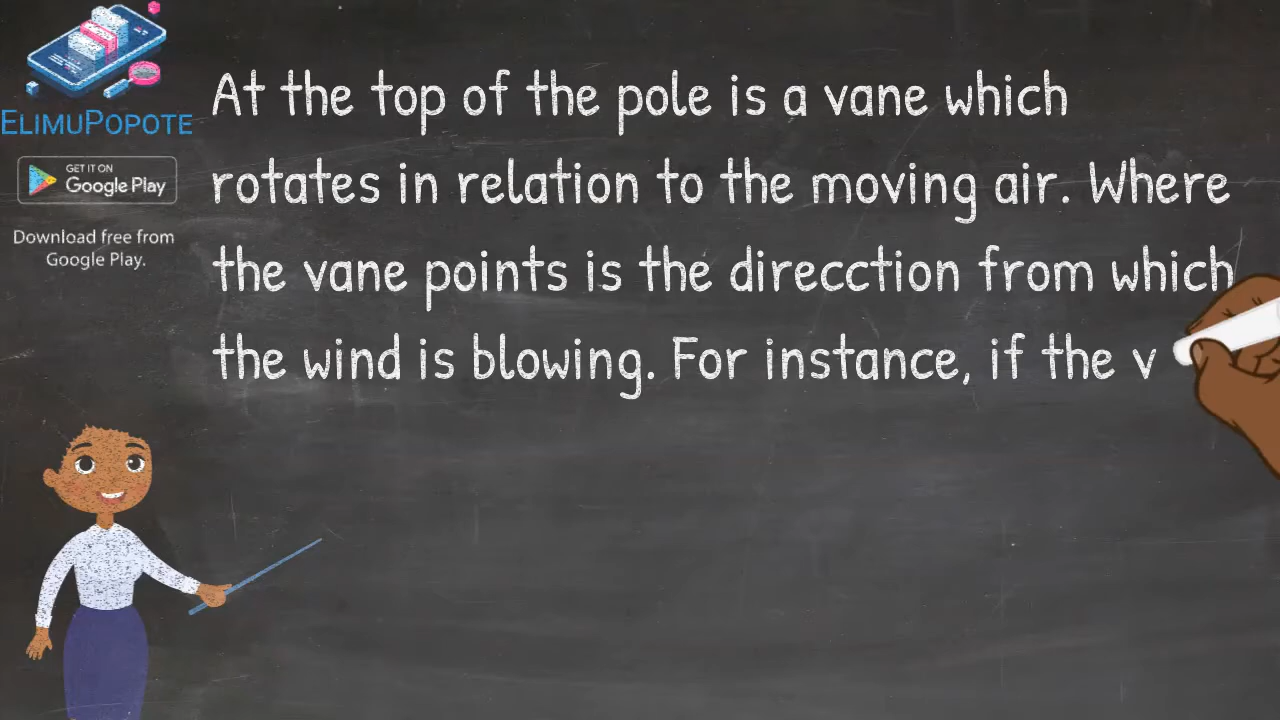 ELIMUPOPOTE
GET IT ON
Google Play
Download free from
Google Play.
At the top of the pole is a vane which
rotates in relation to the moving air. Where
the vane points is the direcction from which
the wind is blowing. For instance, if the v